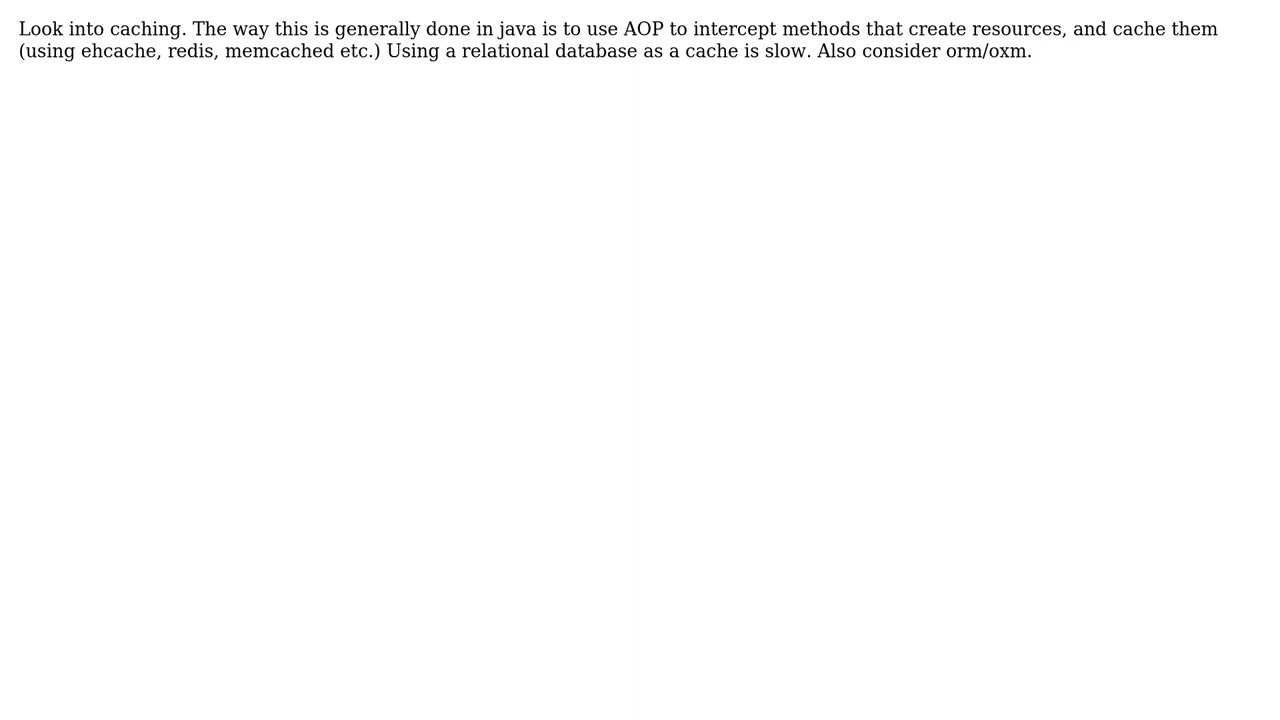 Look into caching. The way this is generally done in java is to use AOP to intercept methods that create resources, and cache them
(using ehcache, redis, memcached etc.) Using a relational database as a cache is slow. Also consider orm/oxm.